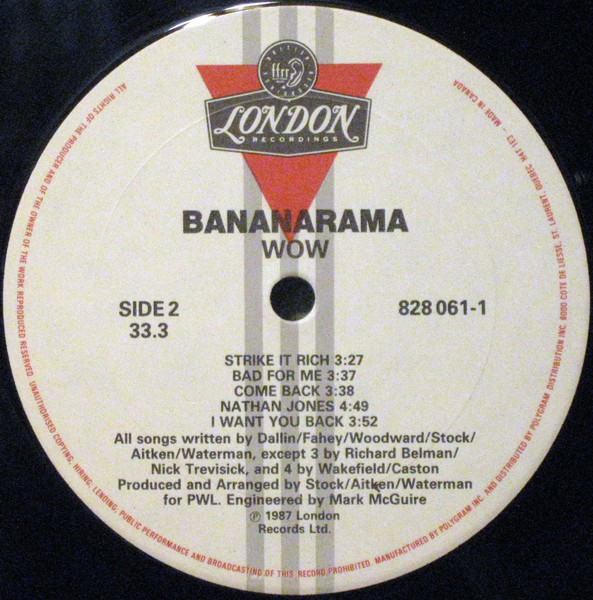 ffrr
LONDON
RECORDINGS
BANANARAMA
WOW
SIDE 2
33.3
828 061-1
STRIKE IT RICH 3:27
BAD FOR ME 3:37
COME BACK 3:38
NATHAN JONES 4:49
I WANT YOU BACK 3:52
All songs written by Dallin/Fahey/Woodward/Stock/
Aitken/Waterman, except 3 by Richard Belman/
Nick Trevisick, and 4 by Wakefield/Caston
Produced and Arranged by Stock/Aitken/Waterman
for PWL. Engineered by Mark McGuire
℗ 1987 London
Records Ltd.
ALL RIGHTS OF THE PRODUCER AND OF THE OWNER OF THE WORK REPRODUCED RESERVED. UNAUTHORISED COPYING, HIRING, LENDING, PUBLIC PERFORMANCE AND BROADCASTING OF THIS RECORD PROHIBITED. MANUFACTURED BY POLYGRAM INC. AND DISTRIBUTED BY POLYGRAM DISTRIBUTION INC. 6000 COTE DE LIESSE, ST. LAURENT, QUEBEC H4T 1E3 - MADE IN CANADA